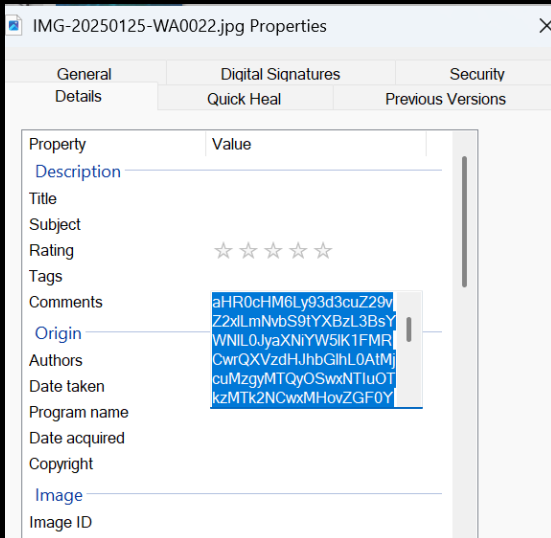 IMG-20250125-WA0022.jpg Properties
General Digital Signatures Security
Details Quick Heal Previous Versions
Property Value
Description
Title
Subject
Rating
Tags
Comments
aHR0cHM6Ly93d3cuZ29v
Z2xlLmNvbS9tYXBzL3BsY
WNlL0JyaXNiYW5lK1FMR
CwrQXVzdHJhbGlhL0AtMj
cuMzgyMTQyOSwxNTIuOT
kzMTk2NCwxMHovZGF0Y
Origin
Authors
Date taken
Program name
Date acquired
Copyright
Image
Image ID